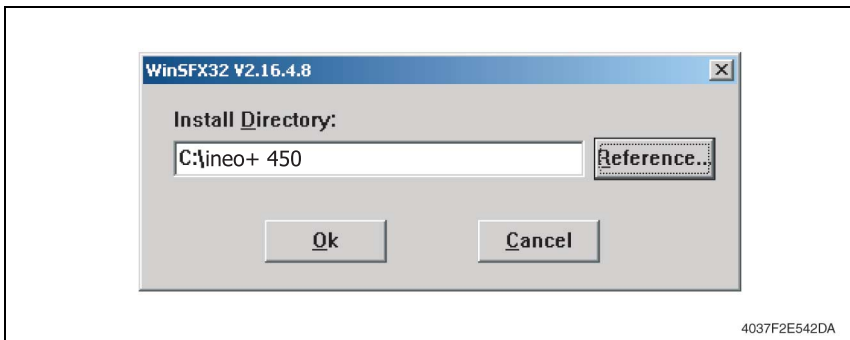 WinSFX32 V2.16.4.8
Install Directory:
C:\ineo+ 450
Reference...
Ok
Cancel
4037F2E542DA